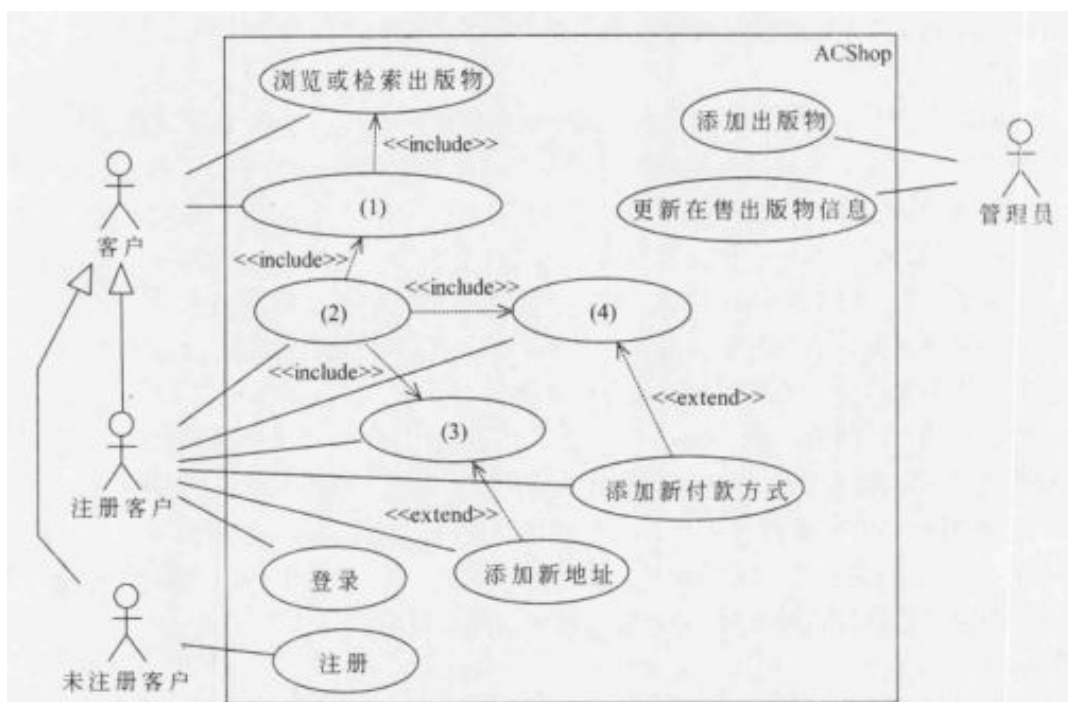 ACShop
浏览或检索出版物
添加出版物
<<include>>
客户
(1)
更新在售出版物信息
管理员
<<include>>
<<include>>
(2)
(4)
<<include>>
<<extend>>
(3)
注册客户
添加新付款方式
<<extend>>
登录
添加新地址
未注册客户
注册